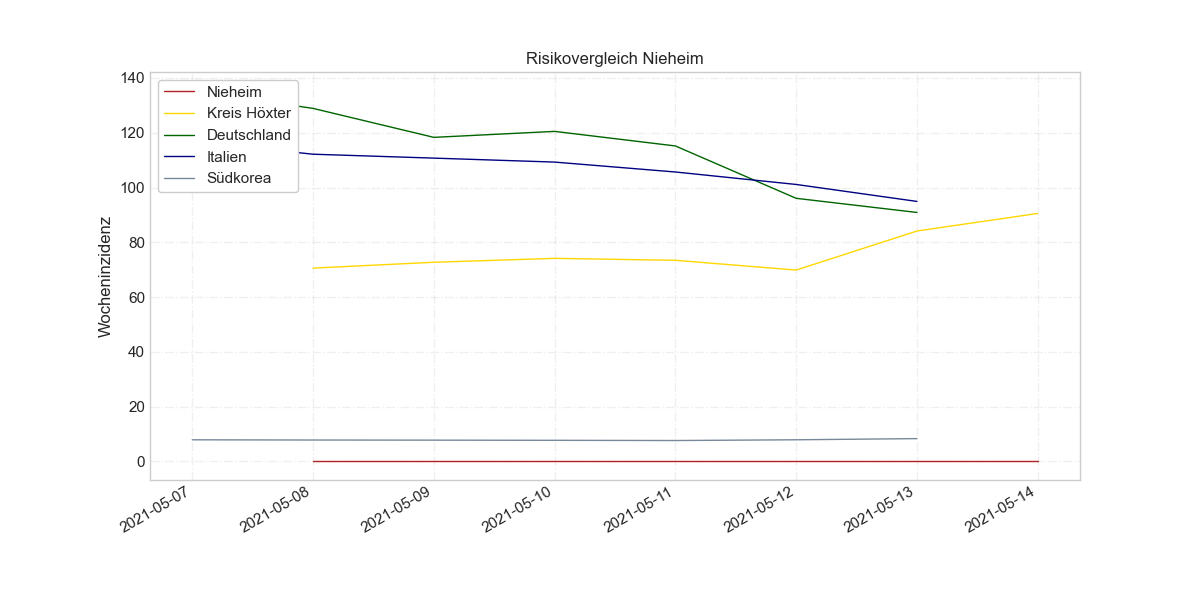 Risikovergleich Nieheim
Nieheim
Kreis Höxter
Deutschland
Italien
Südkorea
Wocheninzidenz
140
120
100
80
60
40
20
0
2021-05-07
2021-05-08
2021-05-09
2021-05-10
2021-05-11
2021-05-12
2021-05-13
2021-05-14